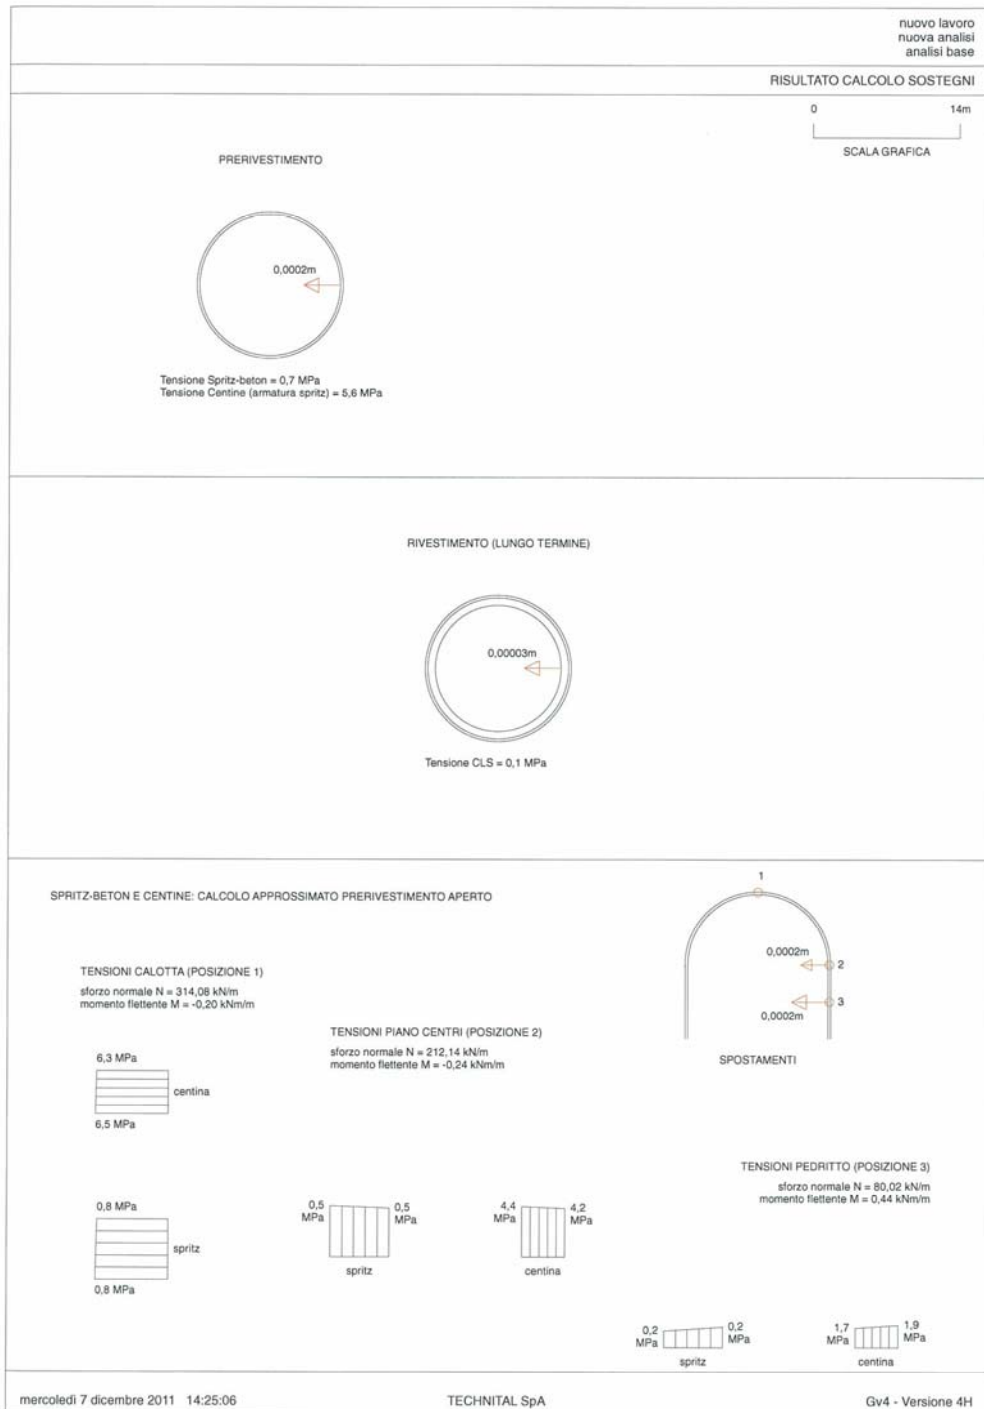 nuovo lavoro
nuova analisi
analisi base
RISULTATO CALCOLO SOSTEGNI
0 14m
SCALA GRAFICA
PRERIVESTIMENTO
0,0002m
Tensione Spritz-beton = 0,7 MPa
Tensione Centine (armatura spritz) = 5,6 MPa
RIVESTIMENTO (LUNGO TERMINE)
0,00003m
Tensione CLS = 0,1 MPa
SPRITZ-BETON E CENTINE: CALCOLO APPROSSIMATO PRERIVESTIMENTO APERTO
1
0,0002m
2
3
0,0002m
SPOSTAMENTI
TENSIONI CALOTTA (POSIZIONE 1)
sforzo normale N = 314,08 kN/m
momento flettente M = -0,20 kNm/m
6,3 MPa
centina
6,5 MPa
0,8 MPa
spritz
0,8 MPa
TENSIONI PIANO CENTRI (POSIZIONE 2)
sforzo normale N = 212,14 kN/m
momento flettente M = -0,24 kNm/m
0,5
MPa
0,5
MPa
spritz
4,4
MPa
4,2
MPa
centina
TENSIONI PEDRITTO (POSIZIONE 3)
sforzo normale N = 80,02 kN/m
momento flettente M = 0,44 kNm/m
0,2
MPa
0,2
MPa
spritz
1,7
MPa
1,9
MPa
centina
mercoledì 7 dicembre 2011 14:25:06
TECHNITAL SpA
Gv4 - Versione 4H